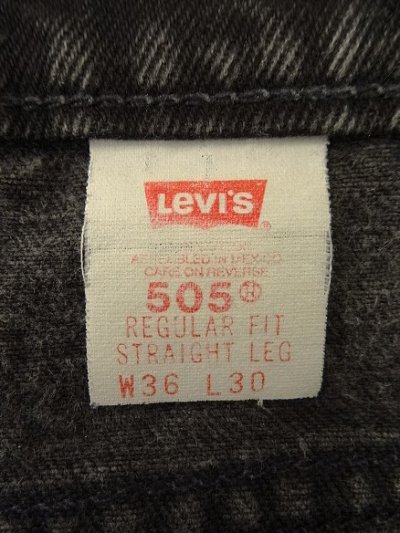 Levi's
ASSEMBLED IN MEXICO
CARE ON REVERSE
505
REGULAR FIT
STRAIGHT LEG
W36 L30